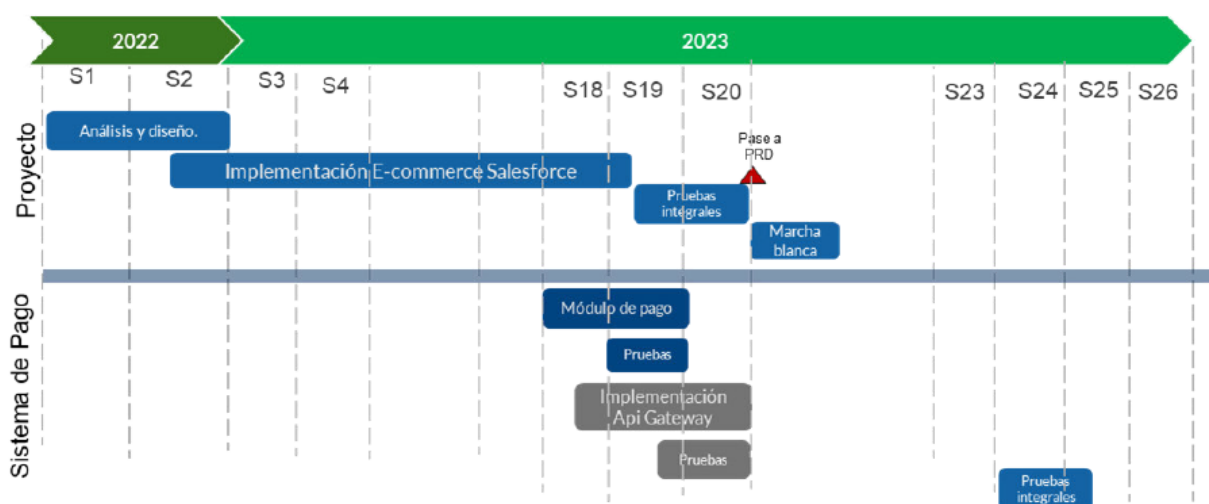 2022
2023
S1
S2
S3
S4
S18
S19
S20
S23
S24
S25
S26
Proyecto
Análisis y diseño.
Implementación E-commerce Salesforce
Pase a
PRD
Pruebas
integrales
Marcha
blanca
Sistema de Pago
Módulo de pago
Pruebas
Implementación
Api Gateway
Pruebas
Pruebas
integrales